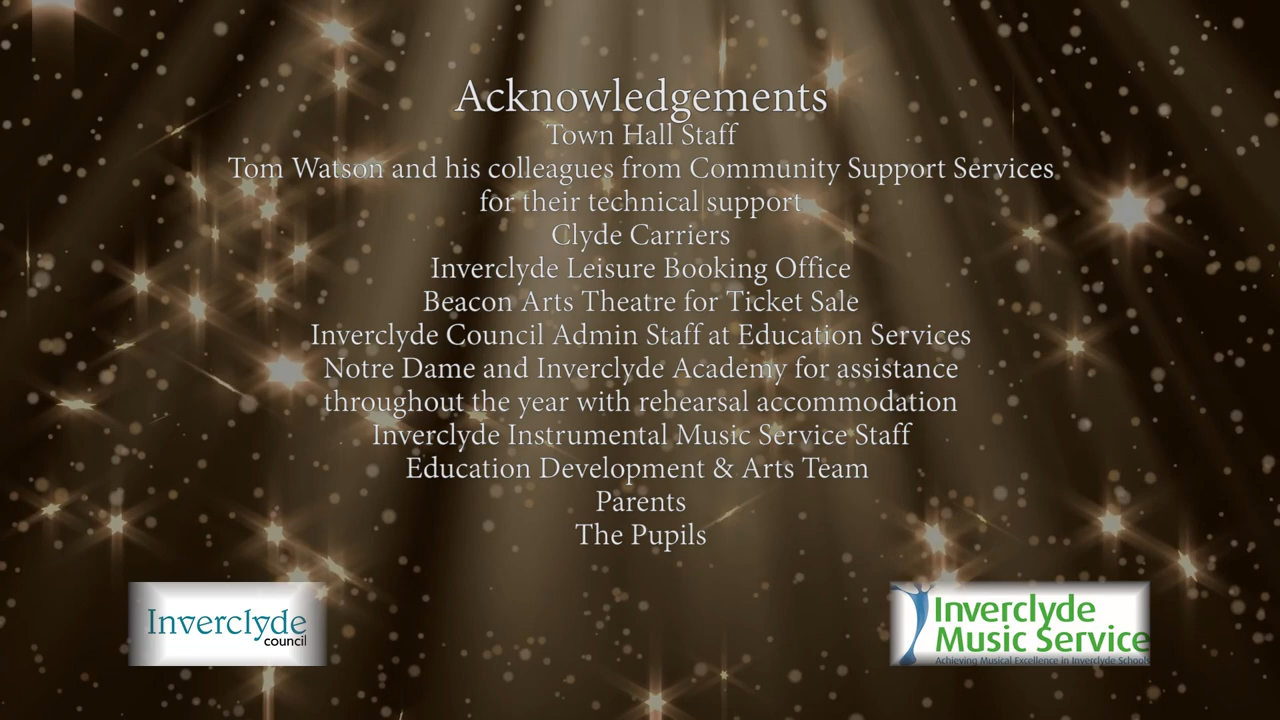 Acknowledgements
Town Hall Staff
Tom Watson and his colleagues from Community Support Services
for their technical support
Clyde Carriers
Inverclyde Leisure Booking Office
Beacon Arts Theatre for Ticket Sale
Inverclyde Council Admin Staff at Education Services
Notre Dame and Inverclyde Academy for assistance
throughout the year with rehearsal accommodation
Inverclyde Instrumental Music Service Staff
Education Development & Arts Team
Parents
The Pupils
Inverclyde
council
Inverclyde
Music Service
Achieving Musical Excellence in Inverclyde Schools